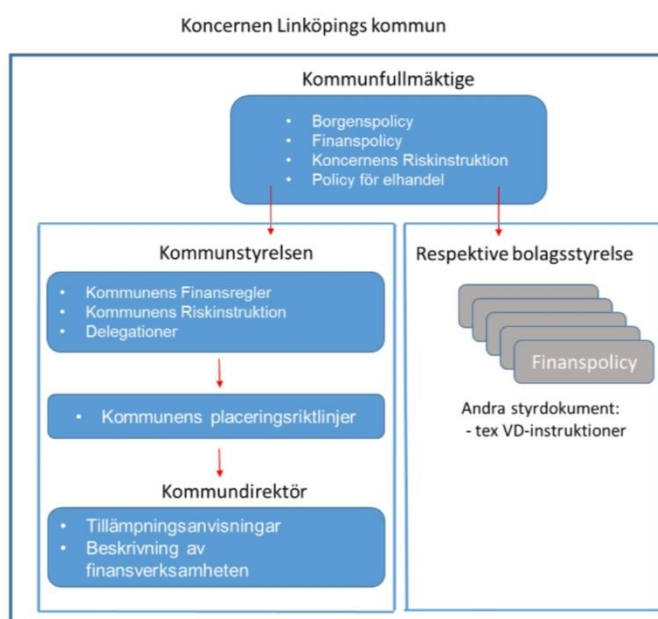 Koncernen Linköpings kommun
Kommunfullmäktige
• Borgenspolicy
• Finanspolicy
• Koncernens Riskinstruktion
• Policy för elhandel
Kommunstyrelsen
• Kommunens Finansregler
• Kommunens Riskinstruktion
• Delegationer
• Kommunens placeringsriktlinjer
Kommundirektör
• Tillämpningsanvisningar
• Beskrivning av
finansverksamheten
Respektive bolagsstyrelse
Finanspolicy
Andra styrdokument:
- tex VD-instruktioner